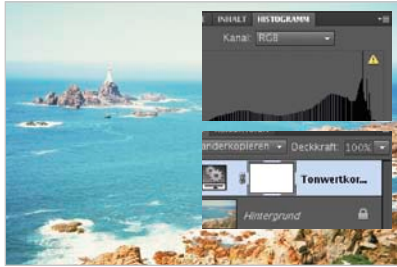 INHALT HISTOGRAMM
Kanal: RGB
anderkopieren Deckkraft: 100%
Tonwertkor...
Hintergrund